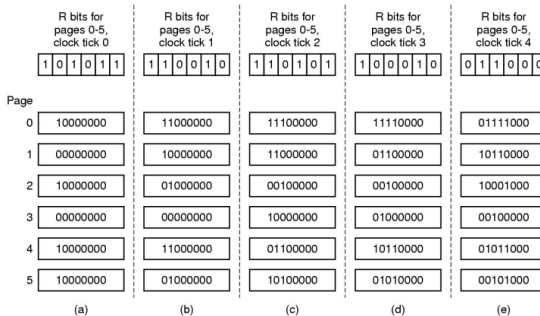 R bits for R bits for R bits for R bits for R bits for
pages 0-5, pages 0-5, pages 0-5, pages 0-5, pages 0-5,
clock tick 0 clock tick 1 clock tick 2 clock tick 3 clock tick 4
1 0 1 0 1 1 1 1 0 0 1 0 1 1 0 1 0 1 1 0 0 0 1 0 0 1 1 0 0 0
Page
0 10000000 11000000 11100000 11110000 01111000
1 00000000 10000000 11000000 01100000 10110000
2 10000000 01000000 00100000 00100000 10001000
3 00000000 00000000 10000000 01000000 00100000
4 10000000 11000000 01100000 10110000 01011000
5 10000000 01000000 10100000 01010000 00101000
(a) (b) (c) (d) (e)